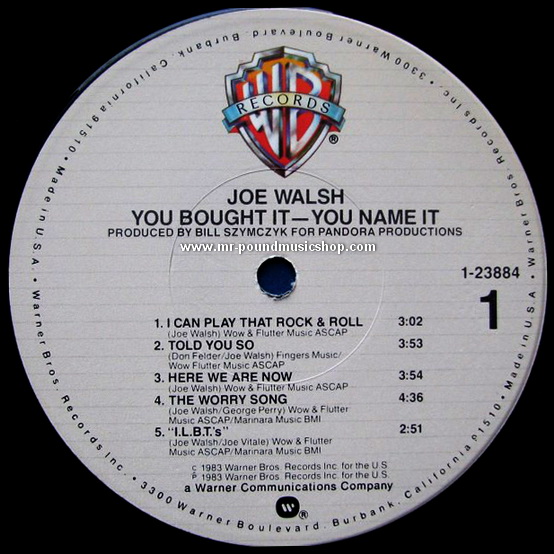 Made in U.S.A. • Warner Bros. Records Inc. • 3300 Warner Boulevard, Burbank, California 91510 • Made in U.S.A. • Warner Bros. Records Inc. • 3300 Warner Boulevard, Burbank, California 91510 •
WB
RECORDS
®
JOE WALSH
YOU BOUGHT IT—YOU NAME IT
PRODUCED BY BILL SZYMCZYK FOR PANDORA PRODUCTIONS
www.mr-poundmusicshop.com
1-23884
1
1. I CAN PLAY THAT ROCK & ROLL 3:02
(Joe Walsh) Wow & Flutter Music ASCAP
2. TOLD YOU SO 3:53
(Don Felder/Joe Walsh) Fingers Music/
Wow Flutter Music ASCAP
3. HERE WE ARE NOW 3:54
(Joe Walsh) Wow & Flutter Music ASCAP
4. THE WORRY SONG 4:36
(Joe Walsh/George Perry) Wow & Flutter
Music ASCAP/Marinara Music BMI
5. "I.L.B.T.'s" 2:51
(Joe Walsh/Joe Vitale) Wow & Flutter
Music ASCAP/Marinara Music BMI
© 1983 Warner Bros. Records Inc. for the U.S.
℗ 1983 Warner Bros. Records Inc. for the U.S.
a Warner Communications Company
W®